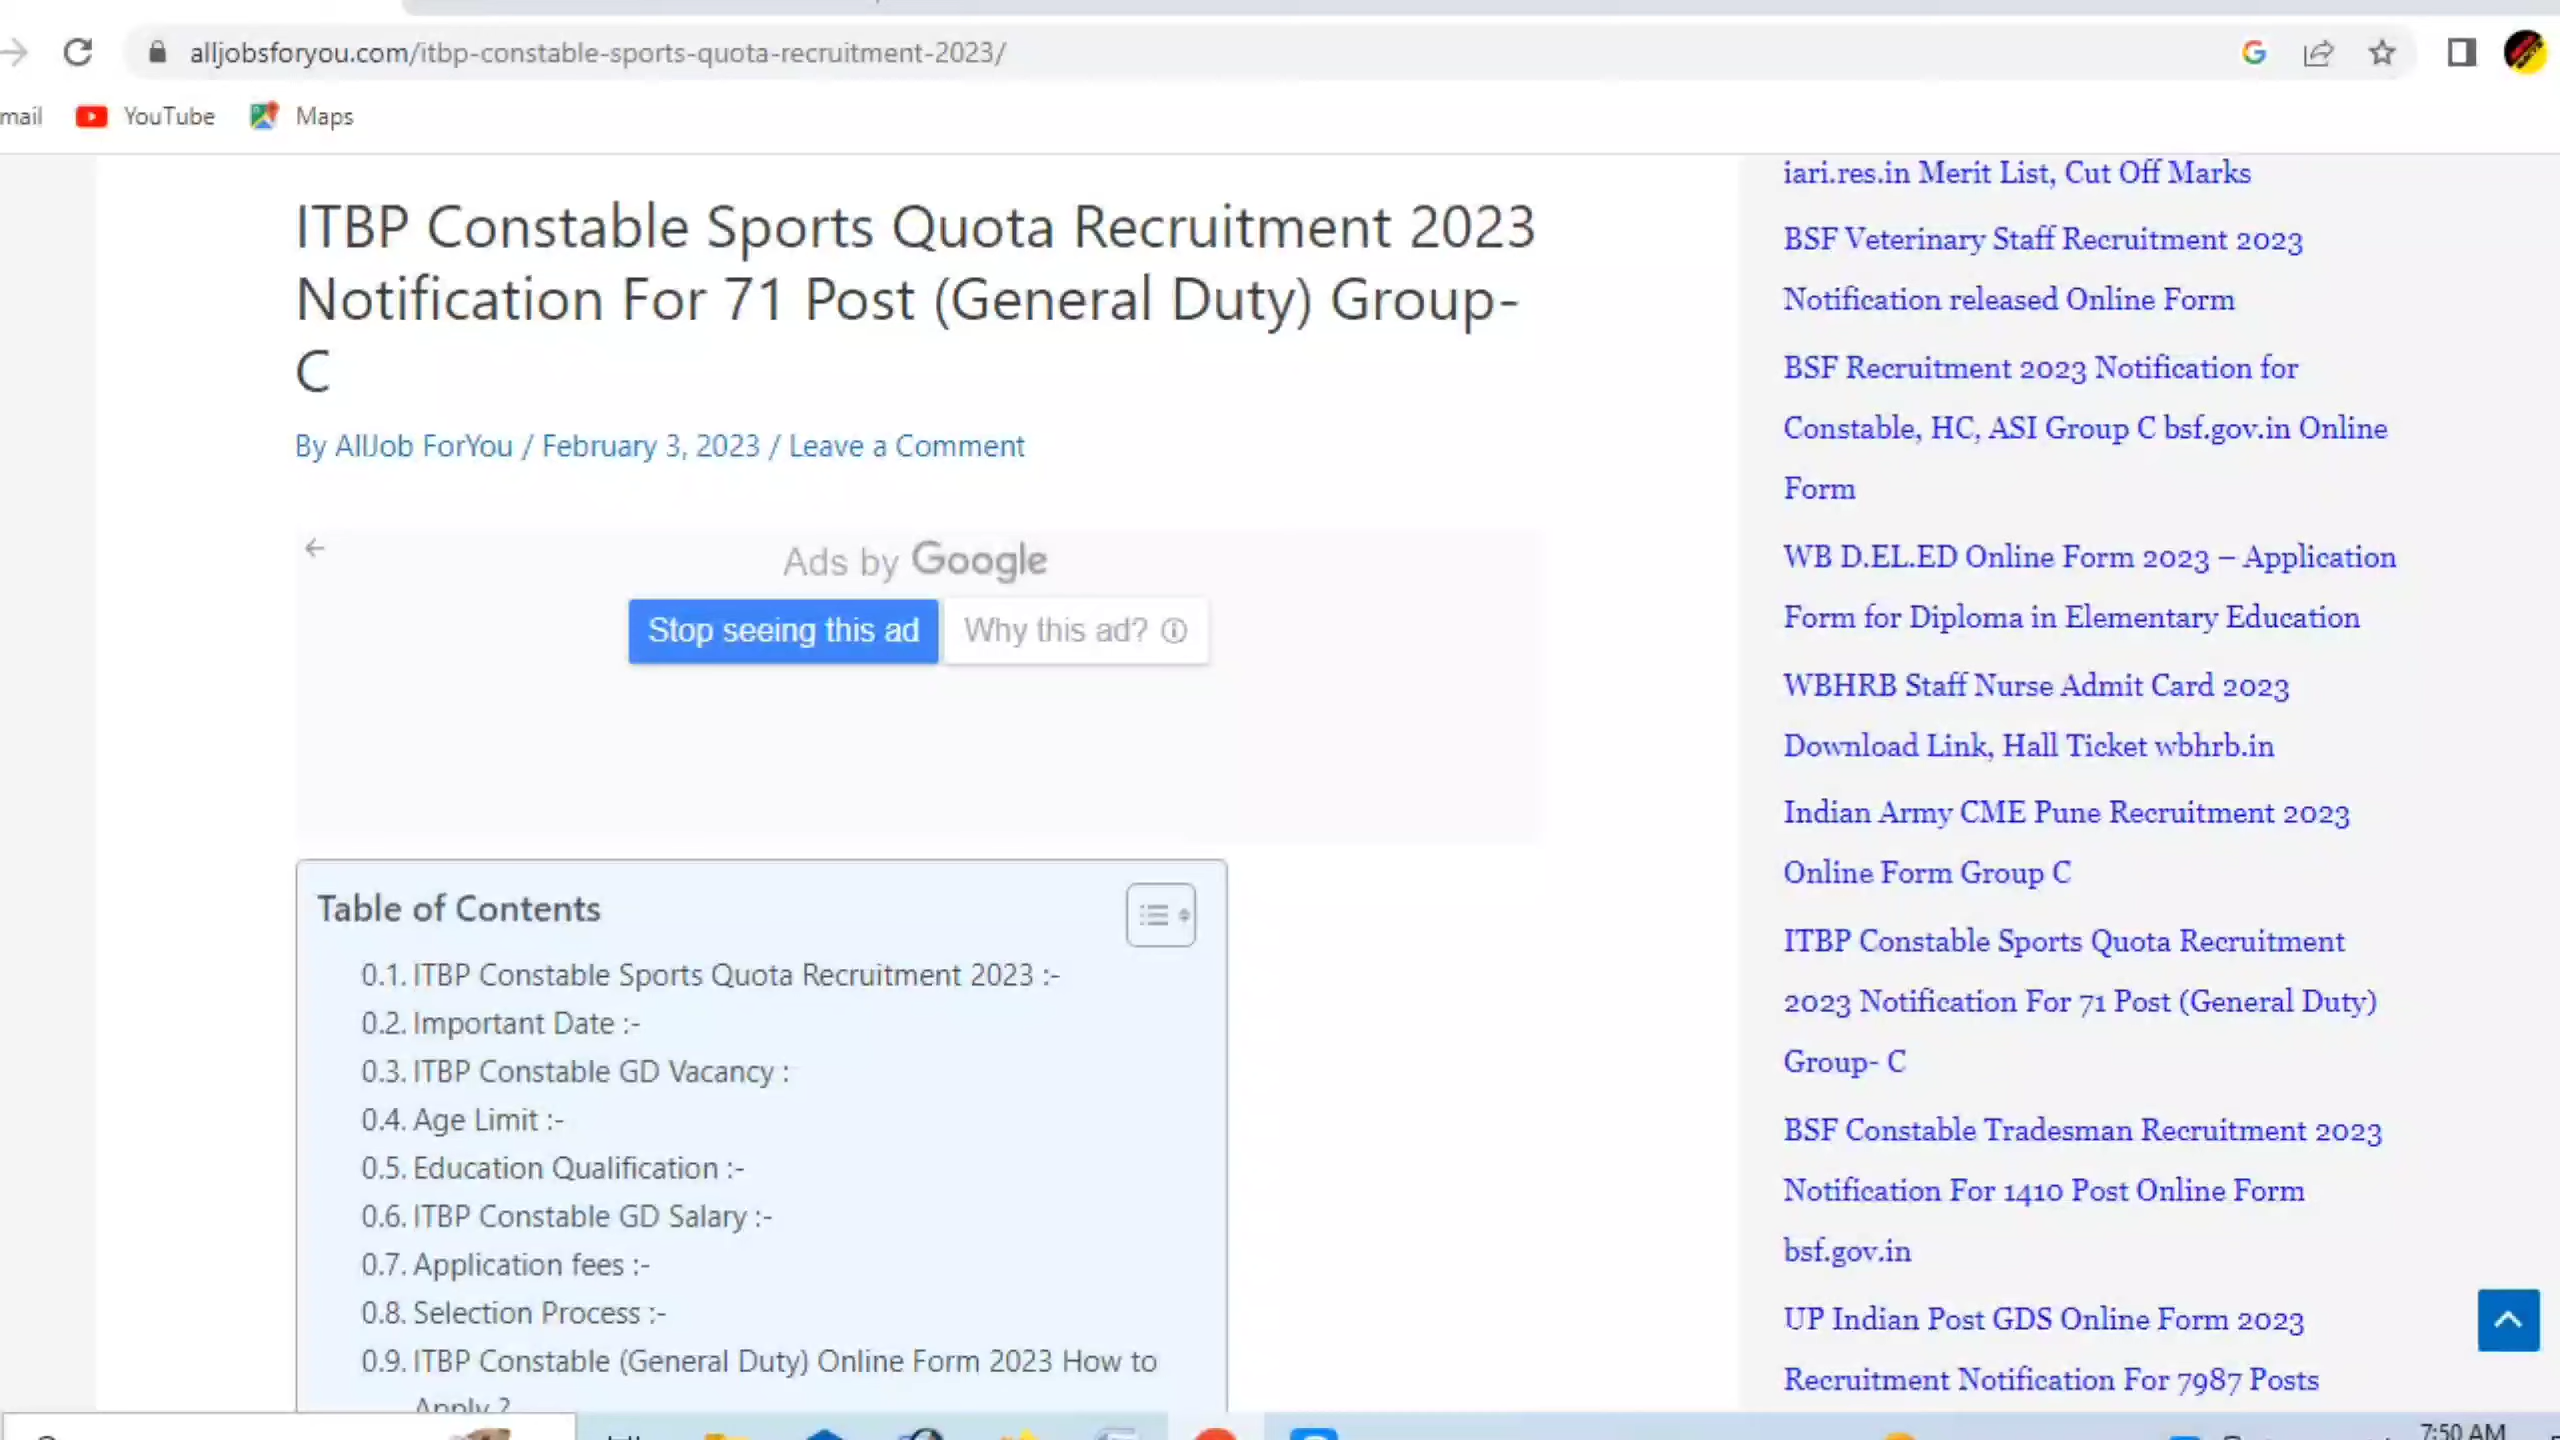 alljobsforyou.com/itbp-constable-sports-quota-recruitment-2023/
mail YouTube Maps
ITBP Constable Sports Quota Recruitment 2023
Notification For 71 Post (General Duty) Group-
C
By AllJob ForYou / February 3, 2023 / Leave a Comment
Ads by Google
Stop seeing this ad Why this ad?
Table of Contents
0.1. ITBP Constable Sports Quota Recruitment 2023 :-
0.2. Important Date :-
0.3. ITBP Constable GD Vacancy :
0.4. Age Limit :-
0.5. Education Qualification :-
0.6. ITBP Constable GD Salary :-
0.7. Application fees :-
0.8. Selection Process :-
0.9. ITBP Constable (General Duty) Online Form 2023 How to
Apply ?
iari.res.in Merit List, Cut Off Marks
BSF Veterinary Staff Recruitment 2023
Notification released Online Form
BSF Recruitment 2023 Notification for
Constable, HC, ASI Group C bsf.gov.in Online
Form
WB D.EL.ED Online Form 2023 – Application
Form for Diploma in Elementary Education
WBHRB Staff Nurse Admit Card 2023
Download Link, Hall Ticket wbhrb.in
Indian Army CME Pune Recruitment 2023
Online Form Group C
ITBP Constable Sports Quota Recruitment
2023 Notification For 71 Post (General Duty)
Group- C
BSF Constable Tradesman Recruitment 2023
Notification For 1410 Post Online Form
bsf.gov.in
UP Indian Post GDS Online Form 2023
Recruitment Notification For 7987 Posts
7:50 AM